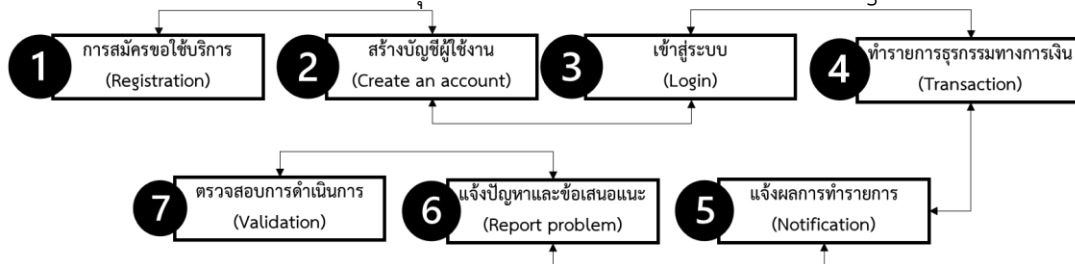 1
การสมัครขอใช้บริการ
(Registration)
2
สร้างบัญชีผู้ใช้งาน
(Create an account)
3
เข้าสู่ระบบ
(Login)
4
ทำรายการธุรกรรมทางการเงิน
(Transaction)
7
ตรวจสอบการดำเนินการ
(Validation)
6
แจ้งปัญหาและข้อเสนอแนะ
(Report problem)
5
แจ้งผลการทำรายการ
(Notification)